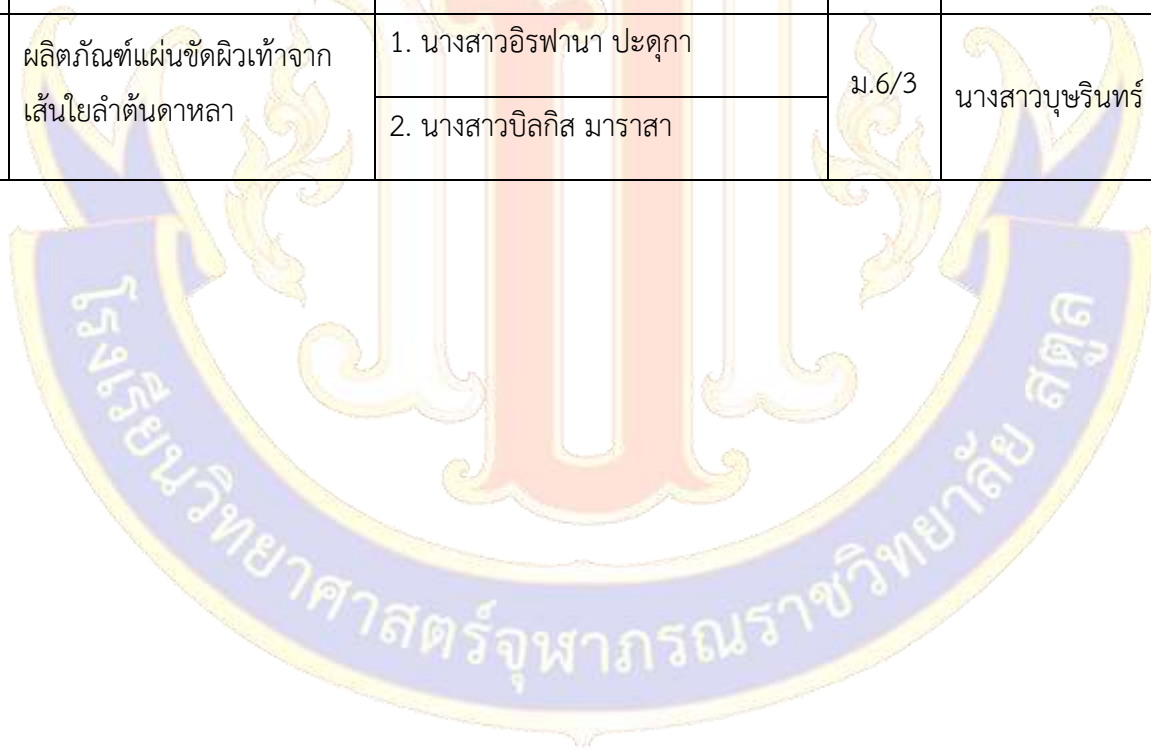 ผลิตภัณฑ์แผ่นขัดผิวเท้าจาก
เส้นใยลำต้นดาหลา
1. นางสาวอิรฟานา ปะดุกา
2. นางสาวบิลกิส มาราสา
ม.6/3
นางสาวบุษรินทร์
โรงเรียนวิทยาศาสตร์จุฬาภรณราชวิทยาลัย สตูล